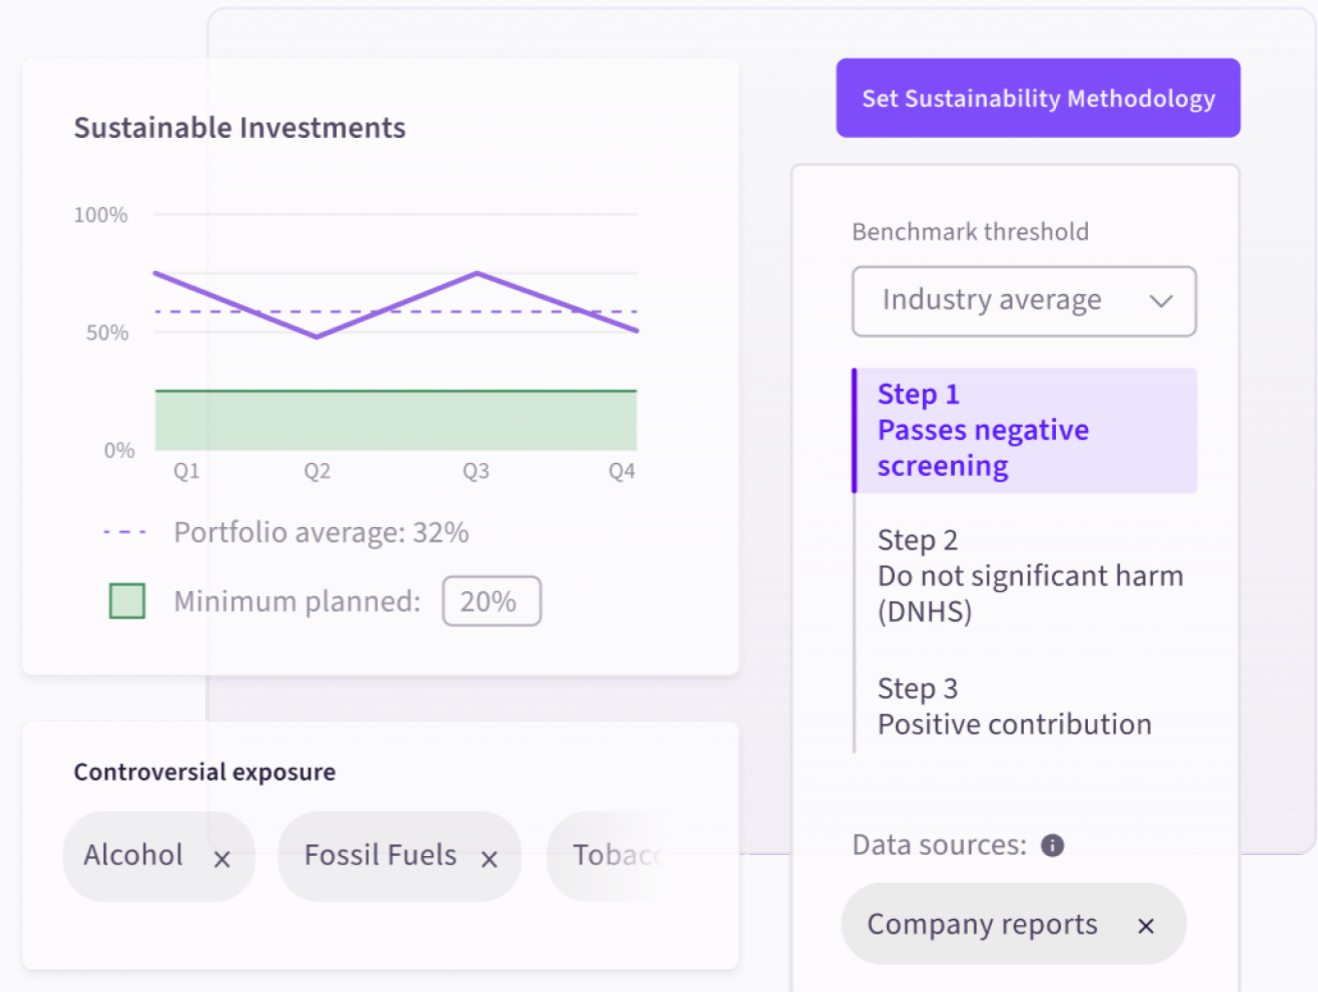 Sustainable Investments
100%
50%
0%
Q1 Q2 Q3 Q4
Portfolio average: 32%
Minimum planned: 20%
Controversial exposure
Alcohol × Fossil Fuels × Tobacc
Set Sustainability Methodology
Benchmark threshold
Industry average
Step 1
Passes negative
screening
Step 2
Do not significant harm
(DNHS)
Step 3
Positive contribution
Data sources:
Company reports ×